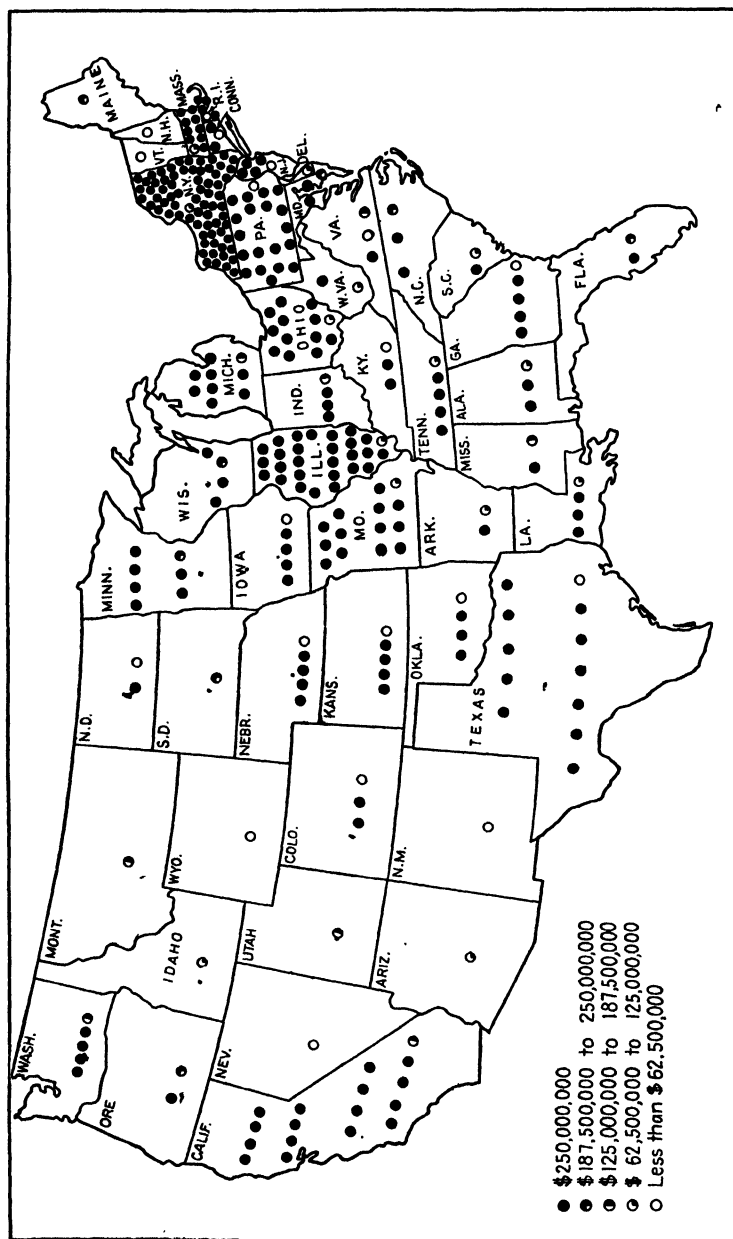 WASH.
ORE
CALIF.
NEV.
IDAHO
MONT.
WYO.
UTAH
ARIZ.
COLO.
N.M.
N.D.
S.D.
NEBR.
KANS.
OKLA.
TEXAS
MINN.
IOWA
MO.
ARK.
LA.
WIS.
ILL.
MICH.
IND.
OHIO
KY.
TENN.
MISS.
ALA.
GA.
FLA.
S.C.
N.C.
VA.
W.VA.
PA.
N.Y.
MD.
DEL.
N.J.
CONN.
R.I.
MASS.
VT.
N.H.
MAINE
$250,000,000
$187,500,000 to 250,000,000
$125,000,000 to 187,500,000
$ 62,500,000 to 125,000,000
Less than $62,500,000